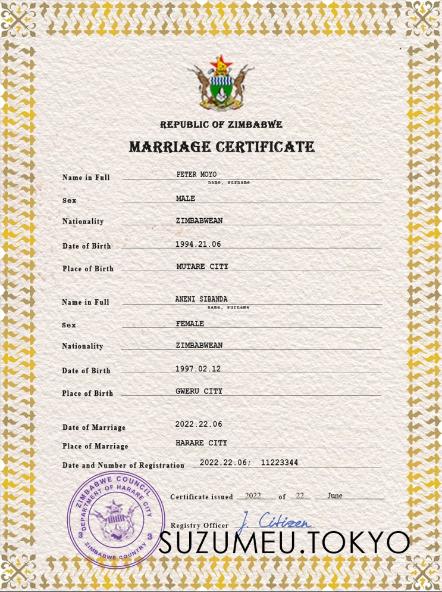 REPUBLIC OF ZIMBABWE
MARRIAGE CERTIFICATE
Name in Full PETER MOYO
name, surname
Sex MALE
Nationality ZIMBABWEAN
Date of Birth 1994.21.06
Place of Birth MUTARE CITY
Name in Full ANENI SIBANDA
name, surname
Sex FEMALE
Nationality ZIMBABWEAN
Date of Birth 1997.02.12
Place of Birth GWERU CITY
Date of Marriage 2022.22.06
Place of Marriage HARARE CITY
Date and Number of Registration 2022.22.06; 11223344
ZIMBABWE COUNCIL
DEPARTMENT OF HARARE CITY
3 3
ZIMBABWE COUNTRY
Certificate issued 2022 of 22 June
Registry Officer J. Citizen
SUZUMEU.TOKYO